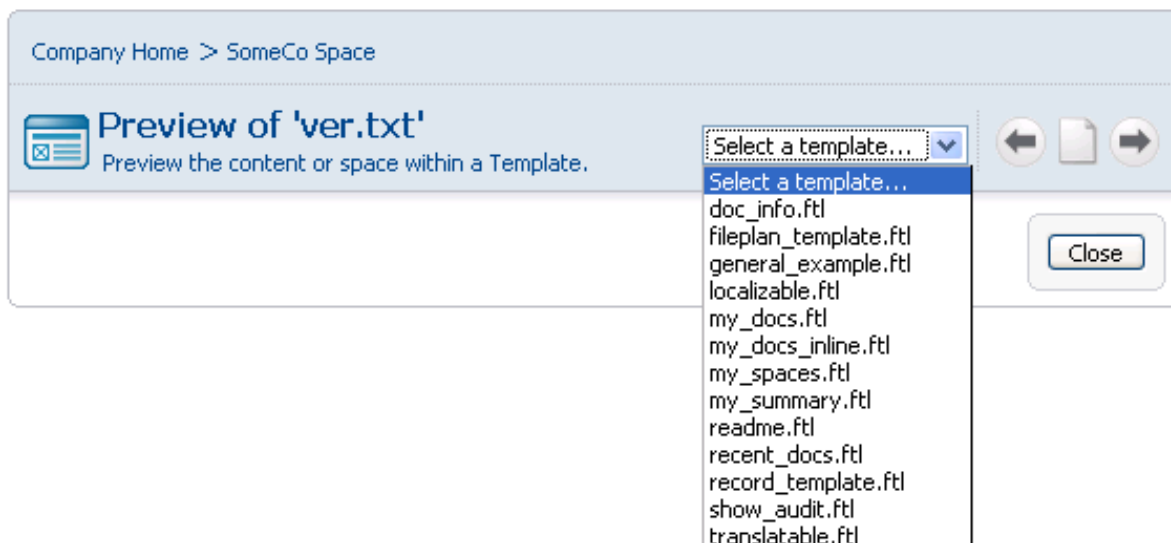 Company Home > SomeCo Space
Preview of 'ver.txt'
Preview the content or space within a Template.
Select a template...
Select a template...
doc_info.ftl
fileplan_template.ftl
general_example.ftl
localizable.ftl
my_docs.ftl
my_docs_inline.ftl
my_spaces.ftl
my_summary.ftl
readme.ftl
recent_docs.ftl
record_template.ftl
show_audit.ftl
translatable.ftl
Close